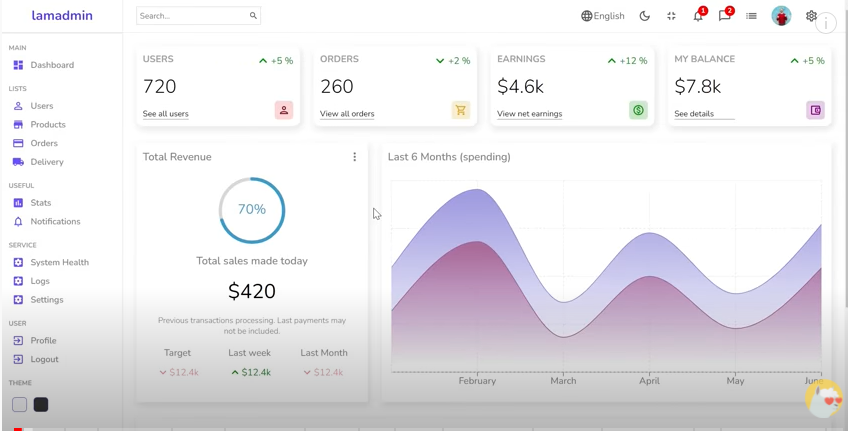 lamadmin
Search...
English
1
2
MAIN
Dashboard
LISTS
Users
Products
Orders
Delivery
USEFUL
Stats
Notifications
SERVICE
System Health
Logs
Settings
USER
Profile
Logout
THEME
USERS
+5 %
720
See all users
ORDERS
+2 %
260
View all orders
EARNINGS
+12 %
$4.6k
View net earnings
MY BALANCE
+5 %
$7.8k
See details
Total Revenue
70%
Total sales made today
$420
Previous transactions processing. Last payments may
not be included.
Target
Last week
Last Month
$12.4k
$12.4k
$12.4k
Last 6 Months (spending)
February
March
April
May
June